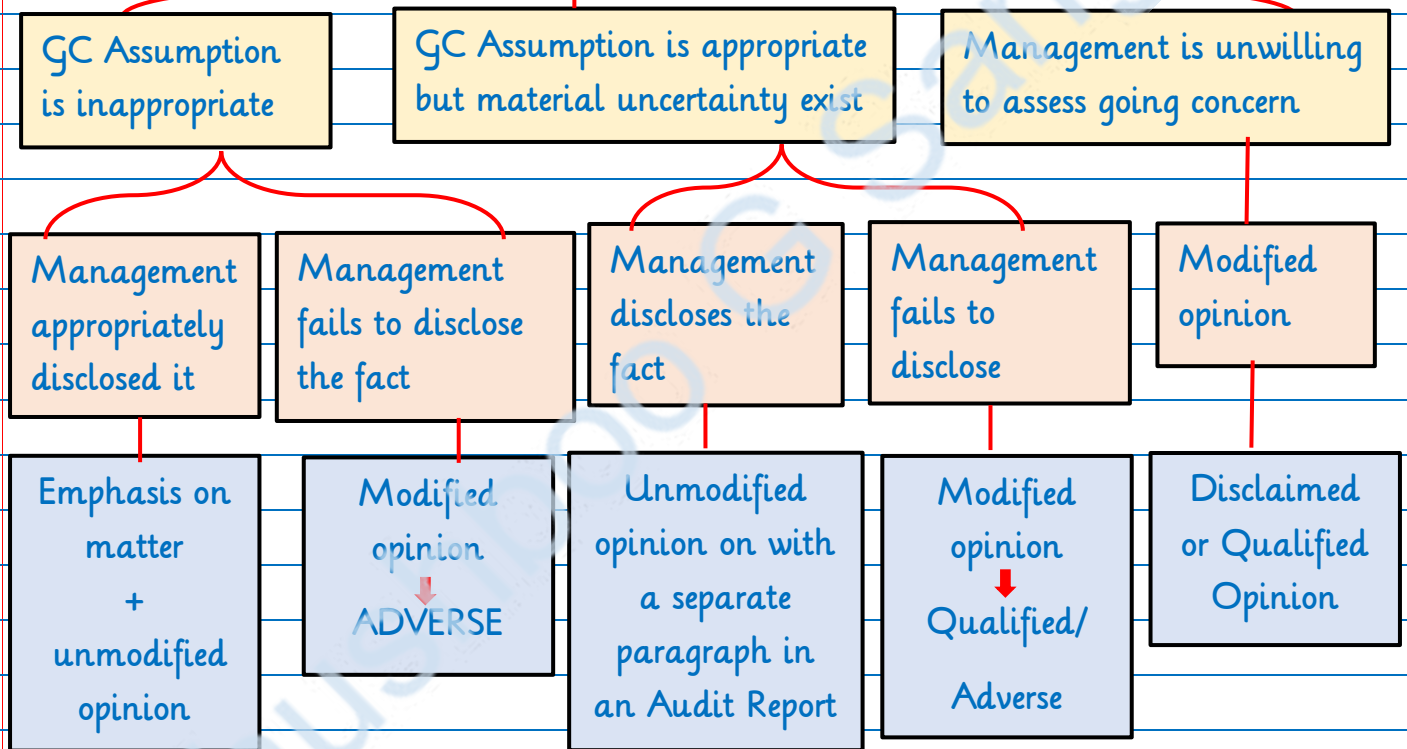 GC Assumption
is inappropriate
GC Assumption is appropriate
but material uncertainty exist
Management is unwilling
to assess going concern
Management
appropriately
disclosed it
Management
fails to disclose
the fact
Management
discloses the
fact
Management
fails to
disclose
Modified
opinion
Emphasis on
matter
+
unmodified
opinion
Modified
opinion
ADVERSE
Unmodified
opinion on with
a separate
paragraph in
an Audit Report
Modified
opinion
Qualified/
Adverse
Disclaimed
or Qualified
Opinion